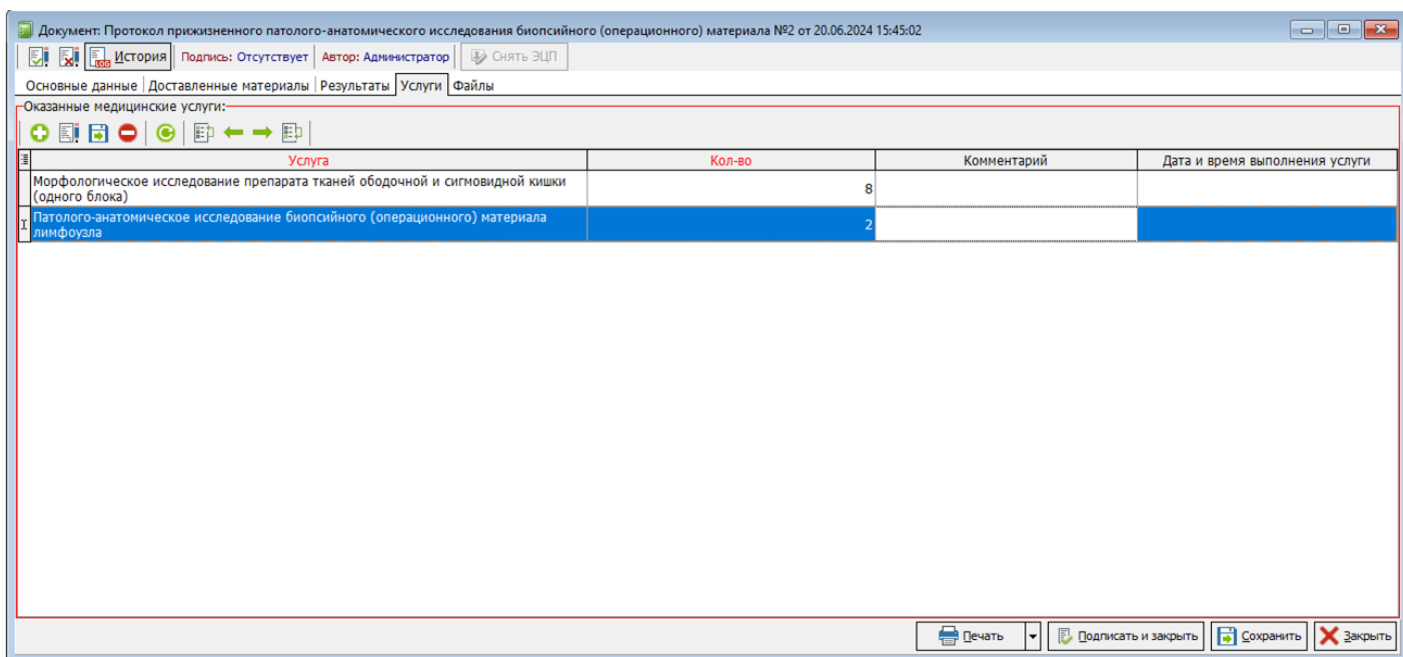 Документ: Протокол прижизненного патолого-анатомического исследования биопсийного (операционного) материала №2 от 20.06.2024 15:45:02
LOG История Подпись: Отсутствует Автор: Администратор Снять ЭЦП
Основные данные Доставленные материалы Результаты Услуги Файлы
Оказанные медицинские услуги:
Услуга Кол-во Комментарий Дата и время выполнения услуги
Морфологическое исследование препарата тканей ободочной и сигмовидной кишки
(одного блока) 8
Патолого-анатомическое исследование биопсийного (операционного) материала
лимфоузла 2
Печать Подписать и закрыть Сохранить Закрыть